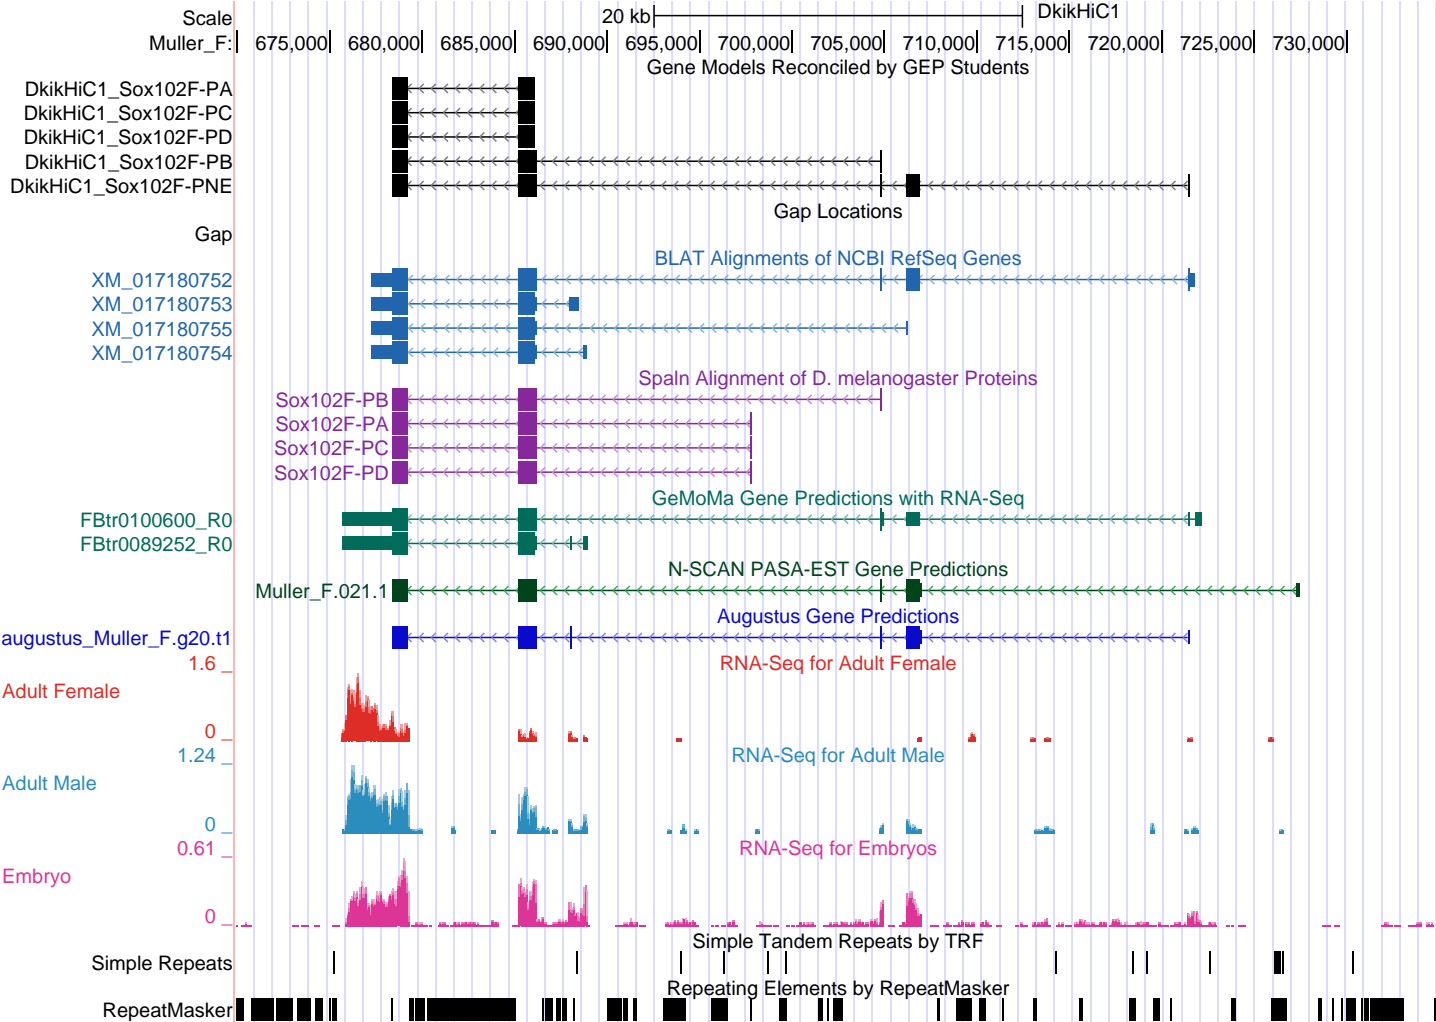 Scale 20 kb DkikHiC1
Muller_F: 675,000 680,000 685,000 690,000 695,000 700,000 705,000 710,000 715,000 720,000 725,000 730,000
Gene Models Reconciled by GEP Students
DkikHiC1_Sox102F-PA
DkikHiC1_Sox102F-PC
DkikHiC1_Sox102F-PD
DkikHiC1_Sox102F-PB
DkikHiC1_Sox102F-PNE
Gap Locations
Gap
BLAT Alignments of NCBI RefSeq Genes
XM_017180752
XM_017180753
XM_017180755
XM_017180754
Spaln Alignment of D. melanogaster Proteins
Sox102F-PB
Sox102F-PA
Sox102F-PC
Sox102F-PD
GeMoMa Gene Predictions with RNA-Seq
FBtr0100600_R0
FBtr0089252_R0
N-SCAN PASA-EST Gene Predictions
Muller_F.021.1
Augustus Gene Predictions
augustus_Muller_F.g20.t1
1.6 RNA-Seq for Adult Female
Adult Female
0
1.24 RNA-Seq for Adult Male
Adult Male
0
0.61 RNA-Seq for Embryos
Embryo
0
Simple Tandem Repeats by TRF
Simple Repeats
Repeating Elements by RepeatMasker
RepeatMasker